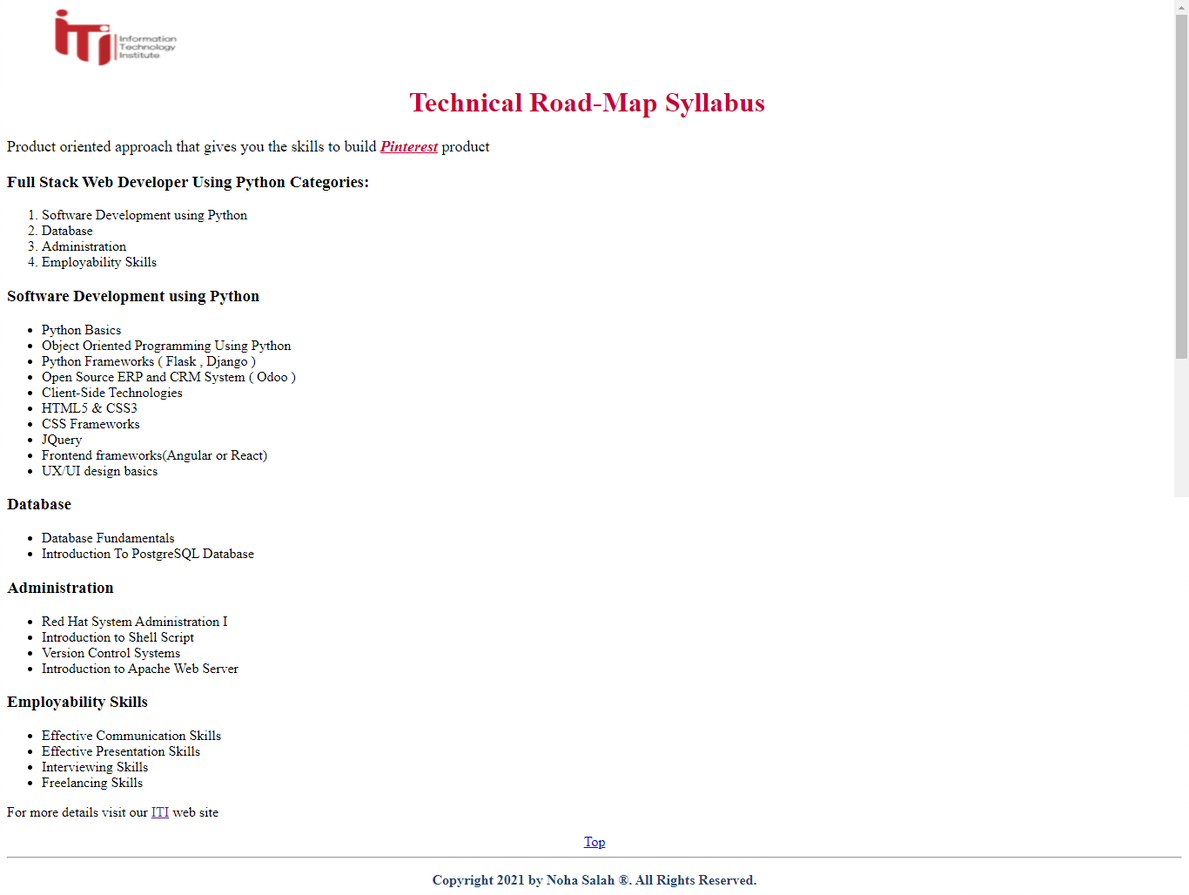 iTi
Information
Technology
Institute
Technical Road-Map Syllabus
Product oriented approach that gives you the skills to build Pinterest product
Full Stack Web Developer Using Python Categories:
1. Software Development using Python
2. Database
3. Administration
4. Employability Skills
Software Development using Python
• Python Basics
• Object Oriented Programming Using Python
• Python Frameworks ( Flask , Django )
• Open Source ERP and CRM System ( Odoo )
• Client-Side Technologies
• HTML5 & CSS3
• CSS Frameworks
• JQuery
• Frontend frameworks(Angular or React)
• UX/UI design basics
Database
• Database Fundamentals
• Introduction To PostgreSQL Database
Administration
• Red Hat System Administration I
• Introduction to Shell Script
• Version Control Systems
• Introduction to Apache Web Server
Employability Skills
• Effective Communication Skills
• Effective Presentation Skills
• Interviewing Skills
• Freelancing Skills
For more details visit our ITI web site
Top
Copyright 2021 by Noha Salah ®. All Rights Reserved.